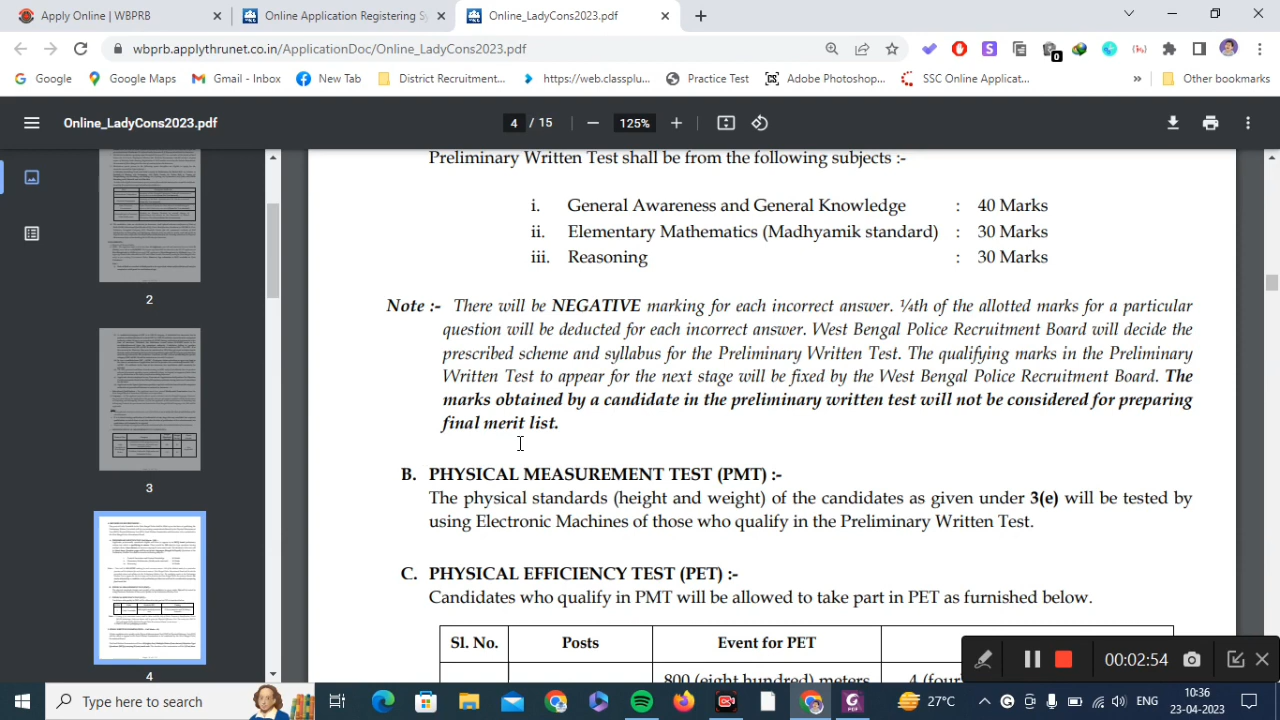 Apply Online | WBPRB
Online Application Registering Sy
Online_LadyCons2023.pdf
wbprb.applythrunet.co.in/ApplicationDoc/Online_LadyCons2023.pdf
0
Google
Google Maps
Gmail - Inbox
New Tab
District Recruitment...
https://web.classplu...
Practice Test
Adobe Photoshop...
SSC Online Applicat...
»
Other bookmarks
Online_LadyCons2023.pdf
4 / 15
125%
2
3
4
Preliminary Written Test shall be from the following subjects :-
i. General Awareness and General Knowledge : 40 Marks
ii. Elementary Mathematics (Madhyamik standard) : 30 Marks
iii. Reasoning : 30 Marks
Note :- There will be NEGATIVE marking for each incorrect answer. ¼th of the allotted marks for a particular
question will be deducted for each incorrect answer. West Bengal Police Recruitment Board will decide the
prescribed scheme and syllabus for the Preliminary Written Test. The qualifying marks in the Preliminary
Written Test to appear for the next stage will be fixed by the West Bengal Police Recruitment Board. The
marks obtained by a candidate in the preliminary written test will not be considered for preparing
final merit list.
B. PHYSICAL MEASUREMENT TEST (PMT) :-
The physical standards (height and weight) of the candidates as given under 3(e) will be tested by
using Electronic Machines of those who qualify in the Preliminary Written Test.
C. PHYSICAL EFFICIENCY TEST (PET) :-
Candidates who qualify in PMT will be allowed to take part in PET as furnished below.
Sl. No. Posts Event for PET
800 (eight hundred) meters 4 (four
00:02:54
Type here to search
27°C
ENG
10:36
23-04-2023